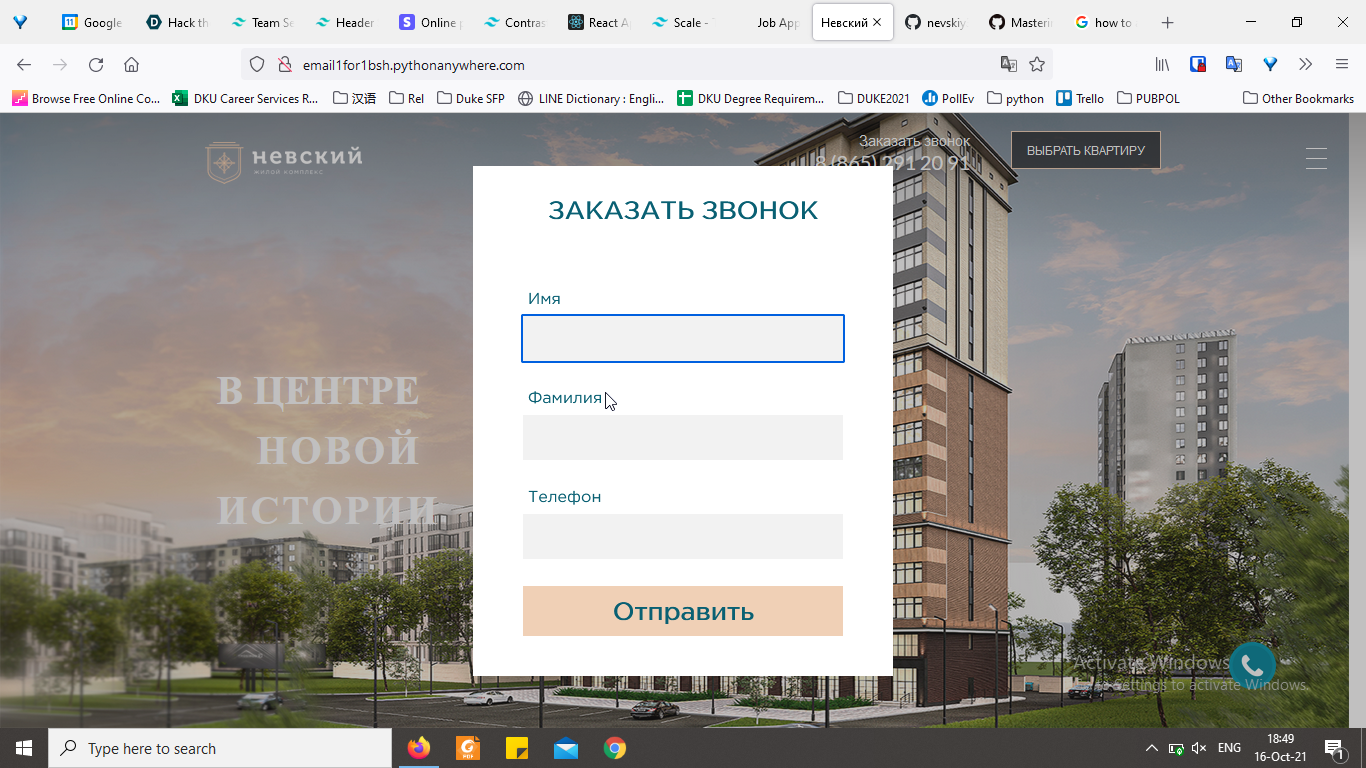 Google
Hack th
Team Se
Header
Online p
Contras
React A
Scale -
Job App
Невский
nevskiy
Masteri
how to
email1for1bsh.pythonanywhere.com
Browse Free Online Co...
DKU Career Services R...
汉语
Rel
Duke SFP
LINE Dictionary : Engli...
DKU Degree Requirem...
DUKE2021
PollEv
python
Trello
PUBPOL
Other Bookmarks
невский
ЖИЛОЙ КОМПЛЕКС
Заказать звонок
8 (865) 291 20 91
ВЫБРАТЬ КВАРТИРУ
ЗАКАЗАТЬ ЗВОНОК
Имя
Фамилия
Телефон
Отправить
В ЦЕНТРЕ
НОВОЙ
ИСТОРИИ
Activate Windows
Go to Settings to activate Windows.
Type here to search
ENG
18:49
16-Oct-21
1